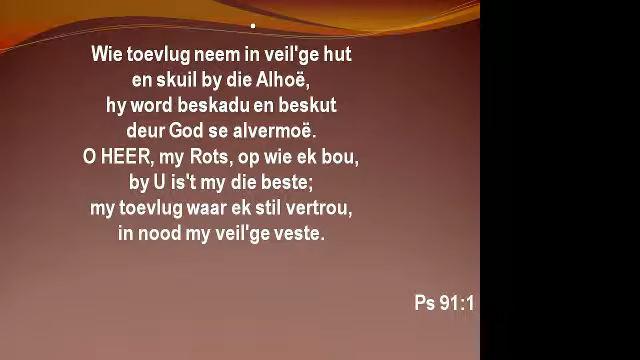 Wie toevlug neem in veil'ge hut
en skuil by die Alhoë,
hy word beskadu en beskut
deur God se alvermoë.
O HEER, my Rots, op wie ek bou,
by U is't my die beste;
my toevlug waar ek stil vertrou,
in nood my veil'ge veste.
Ps 91:1